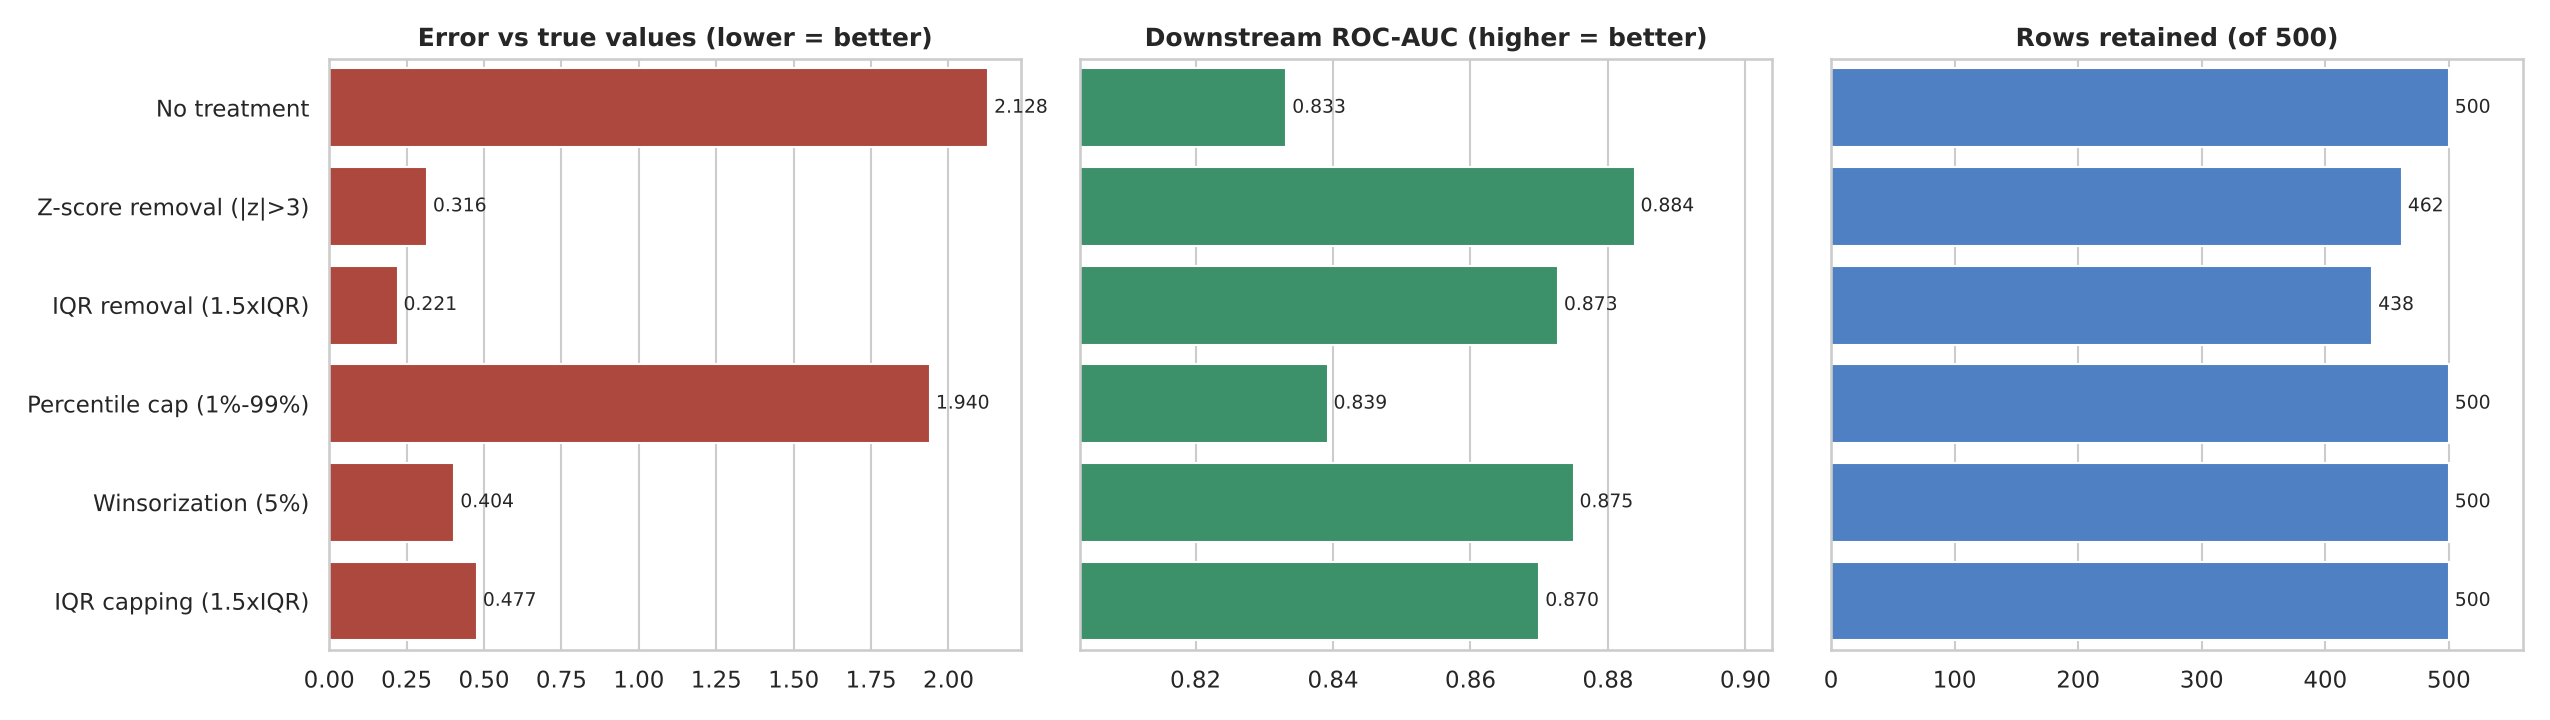 Error vs true values (lower = better)
Downstream ROC-AUC (higher = better)
Rows retained (of 500)
No treatment
2.128
0.833
500
Z-score removal (|z|>3)
0.316
0.884
462
IQR removal (1.5xIQR)
0.221
0.873
438
Percentile cap (1%-99%)
1.940
0.839
500
Winsorization (5%)
0.404
0.875
500
IQR capping (1.5xIQR)
0.477
0.870
500
0.00 0.25 0.50 0.75 1.00 1.25 1.50 1.75 2.00
0.82 0.84 0.86 0.88 0.90
0 100 200 300 400 500